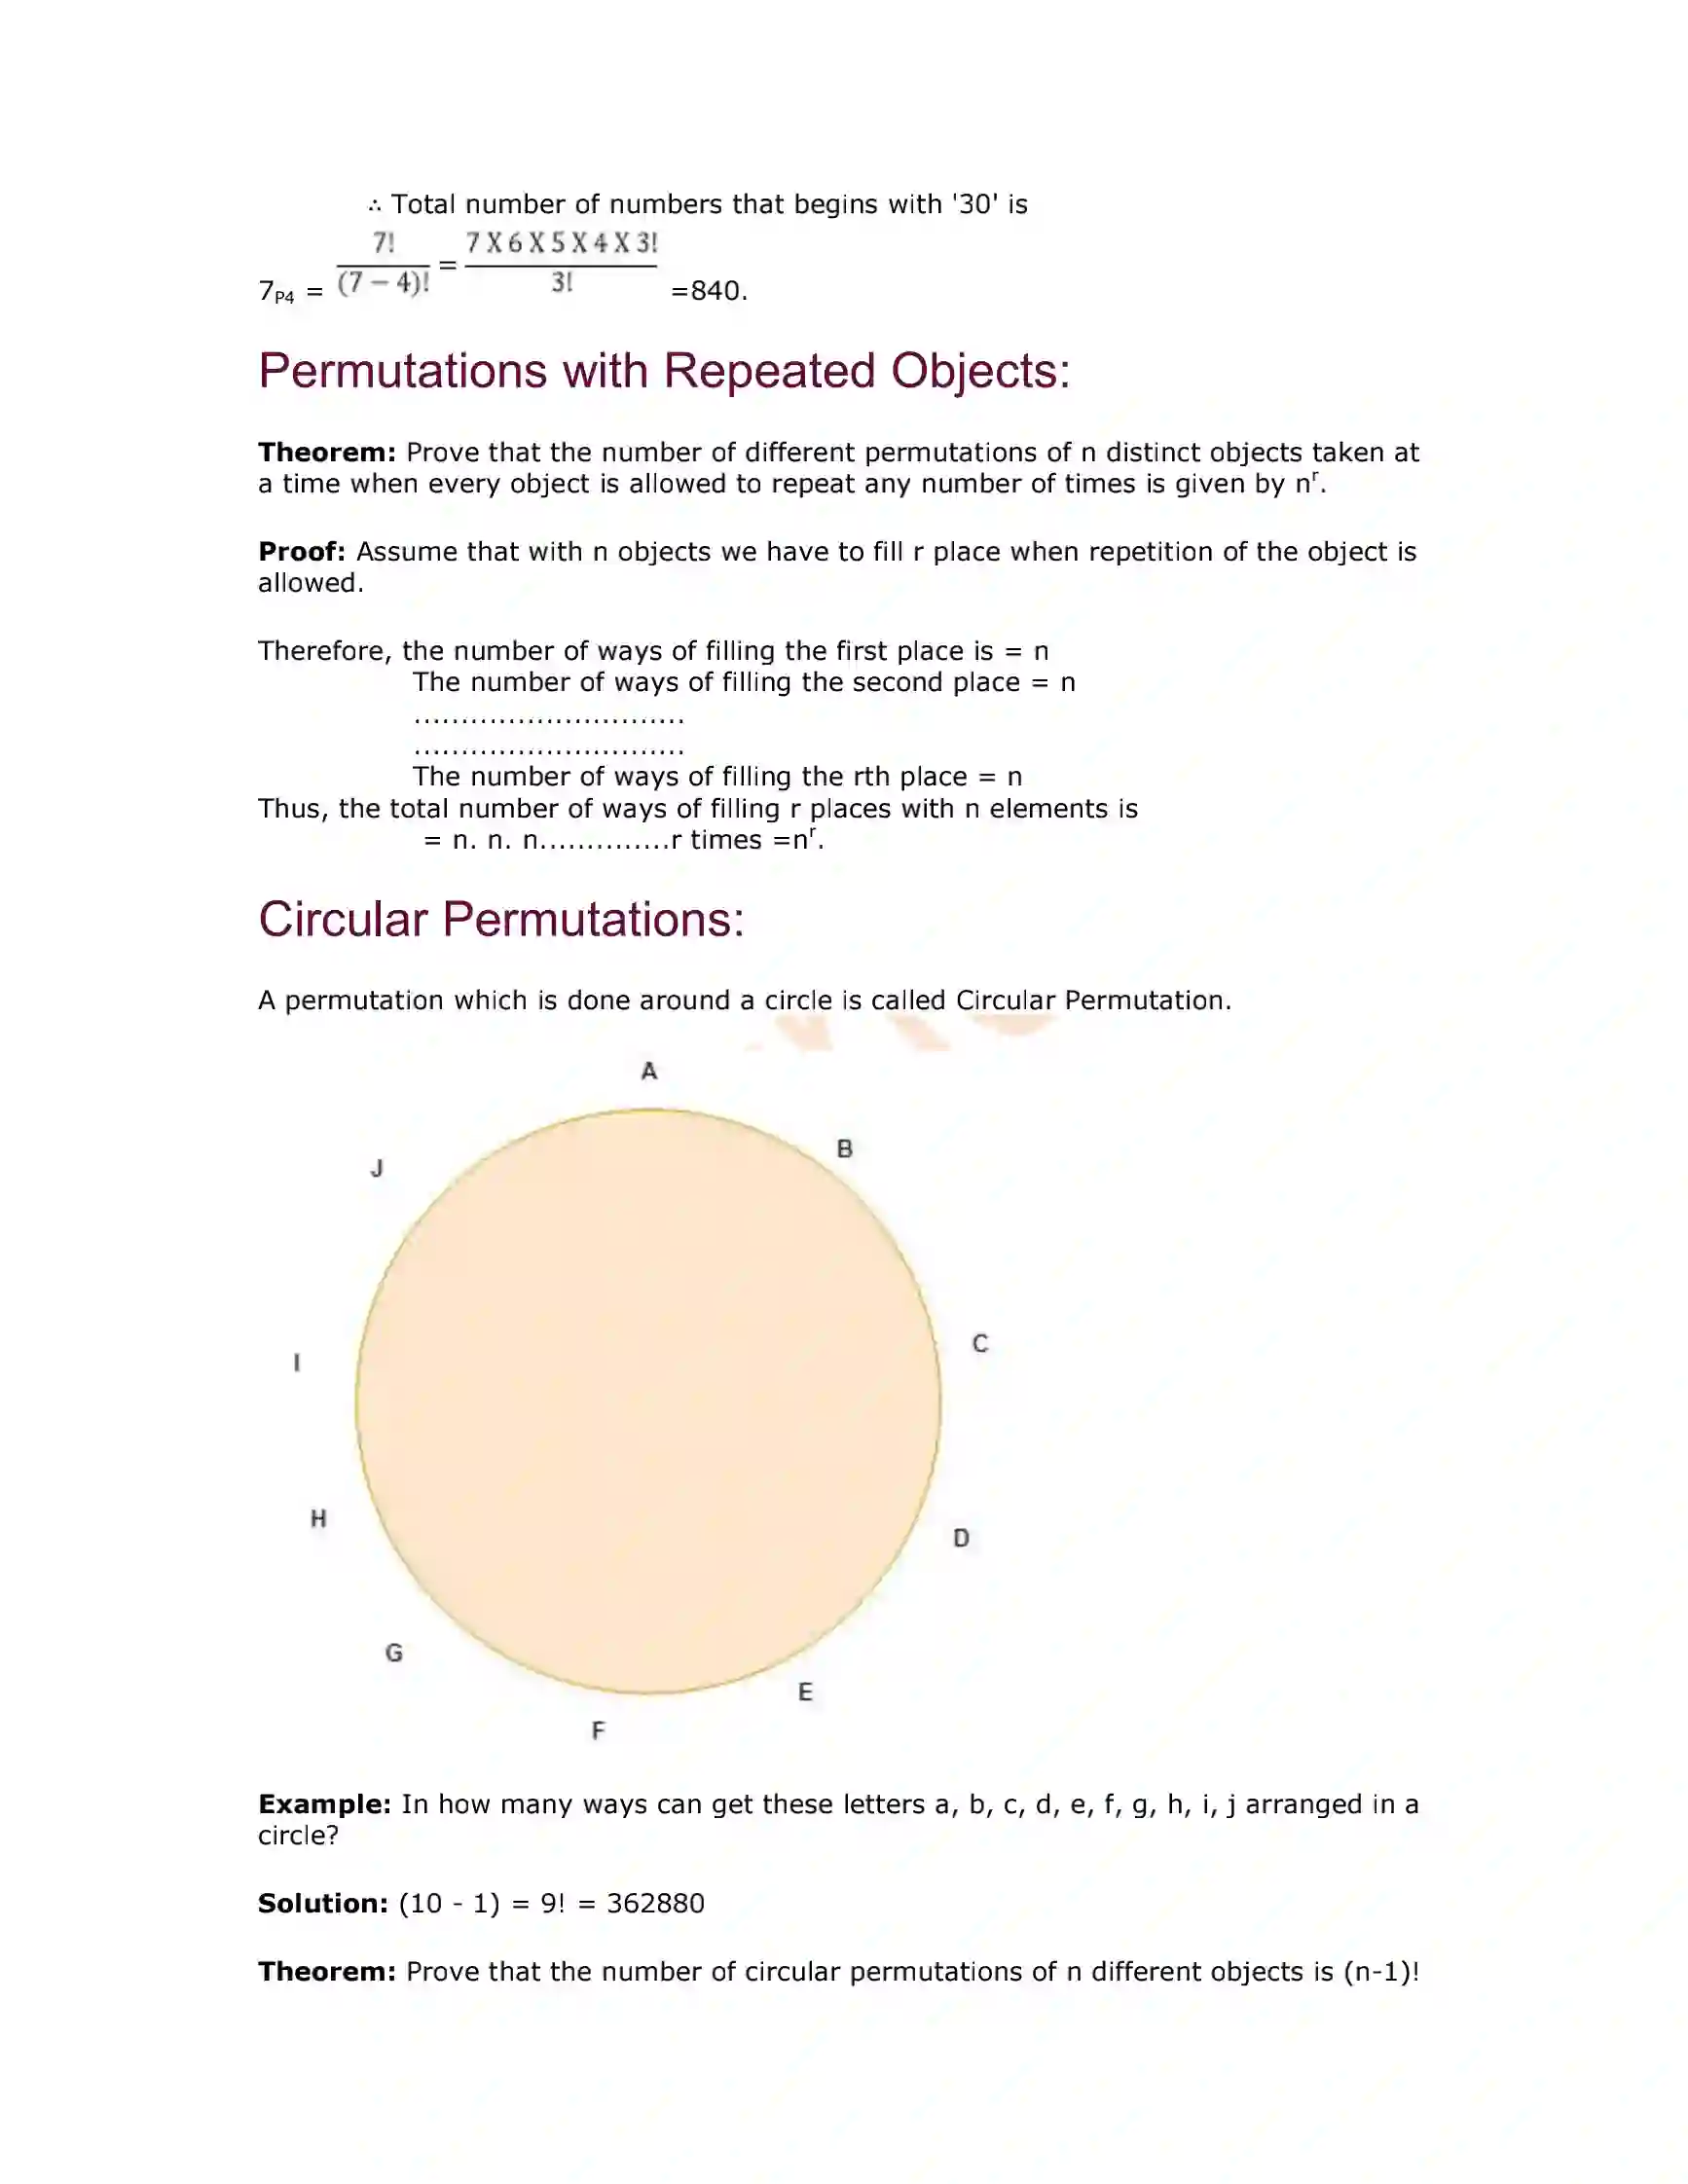 ∴ Total number of numbers that begins with '30' is
7P4 = 7!/(7 − 4)! = 7 X 6 X 5 X 4 X 3!/3! =840.
Permutations with Repeated Objects:
Theorem: Prove that the number of different permutations of n distinct objects taken at
a time when every object is allowed to repeat any number of times is given by nʳ.
Proof: Assume that with n objects we have to fill r place when repetition of the object is
allowed.
Therefore, the number of ways of filling the first place is = n
The number of ways of filling the second place = n
.............................
.............................
The number of ways of filling the rth place = n
Thus, the total number of ways of filling r places with n elements is
= n. n. n..............r times =nʳ.
Circular Permutations:
A permutation which is done around a circle is called Circular Permutation.
A
B
J
C
I
H
D
G
E
F
Example: In how many ways can get these letters a, b, c, d, e, f, g, h, i, j arranged in a
circle?
Solution: (10 - 1) = 9! = 362880
Theorem: Prove that the number of circular permutations of n different objects is (n-1)!